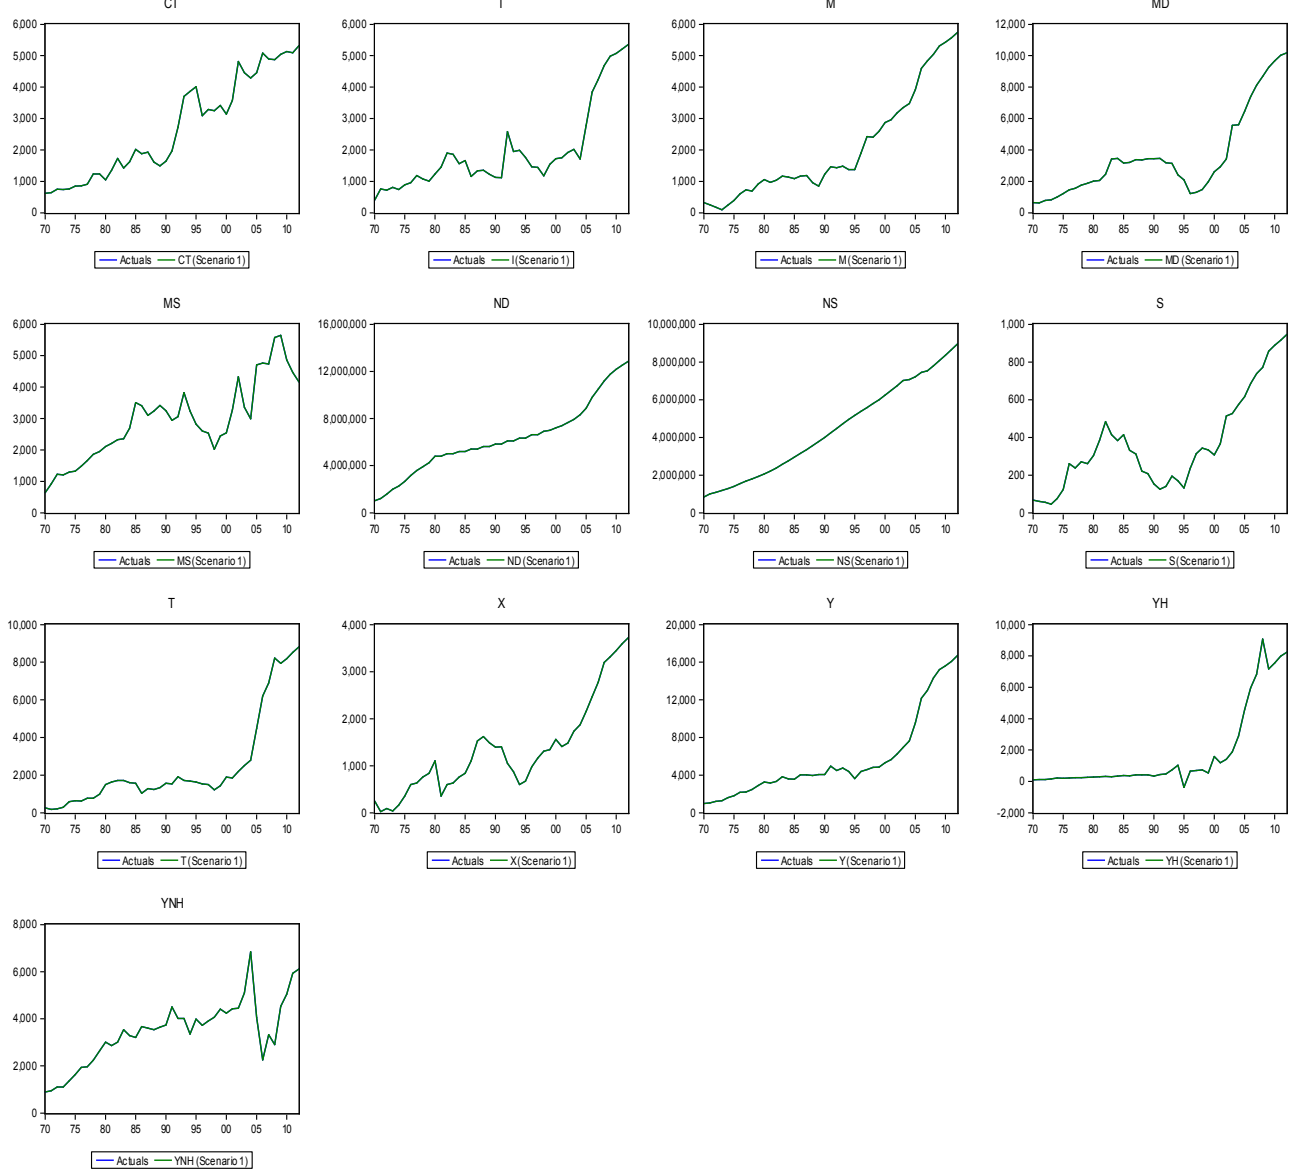 CT
6,000
5,000
4,000
3,000
2,000
1,000
0
70 75 80 85 90 95 00 05 10
Actuals CT (Scenario 1)
I
6,000
5,000
4,000
3,000
2,000
1,000
0
70 75 80 85 90 95 00 05 10
Actuals I (Scenario 1)
M
6,000
5,000
4,000
3,000
2,000
1,000
0
70 75 80 85 90 95 00 05 10
Actuals M (Scenario 1)
MD
12,000
10,000
8,000
6,000
4,000
2,000
0
70 75 80 85 90 95 00 05 10
Actuals MD (Scenario 1)
MS
6,000
5,000
4,000
3,000
2,000
1,000
0
70 75 80 85 90 95 00 05 10
Actuals MS (Scenario 1)
ND
16,000,000
12,000,000
8,000,000
4,000,000
0
70 75 80 85 90 95 00 05 10
Actuals ND (Scenario 1)
NS
10,000,000
8,000,000
6,000,000
4,000,000
2,000,000
0
70 75 80 85 90 95 00 05 10
Actuals NS (Scenario 1)
S
1,000
800
600
400
200
0
70 75 80 85 90 95 00 05 10
Actuals S (Scenario 1)
T
10,000
8,000
6,000
4,000
2,000
0
70 75 80 85 90 95 00 05 10
Actuals T (Scenario 1)
X
4,000
3,000
2,000
1,000
0
70 75 80 85 90 95 00 05 10
Actuals X (Scenario 1)
Y
20,000
16,000
12,000
8,000
4,000
0
70 75 80 85 90 95 00 05 10
Actuals Y (Scenario 1)
YH
10,000
8,000
6,000
4,000
2,000
0
-2,000
70 75 80 85 90 95 00 05 10
Actuals YH (Scenario 1)
YNH
8,000
6,000
4,000
2,000
0
70 75 80 85 90 95 00 05 10
Actuals YNH (Scenario 1)